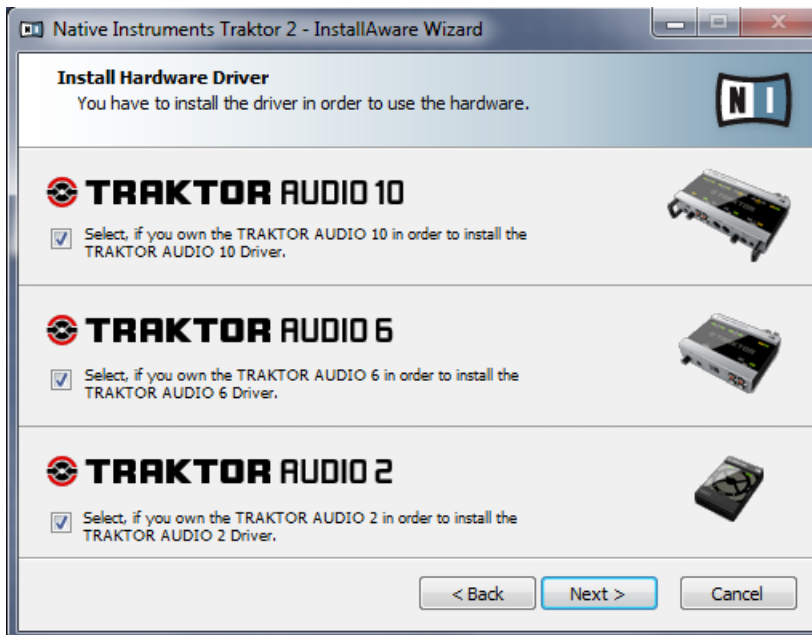 Native Instruments Traktor 2 - InstallAware Wizard
Install Hardware Driver
You have to install the driver in order to use the hardware.
NI
TRAKTOR AUDIO 10
Select, if you own the TRAKTOR AUDIO 10 in order to install the
TRAKTOR AUDIO 10 Driver.
TRAKTOR AUDIO 6
Select, if you own the TRAKTOR AUDIO 6 in order to install the
TRAKTOR AUDIO 6 Driver.
TRAKTOR AUDIO 2
Select, if you own the TRAKTOR AUDIO 2 in order to install the
TRAKTOR AUDIO 2 Driver.
< Back Next > Cancel